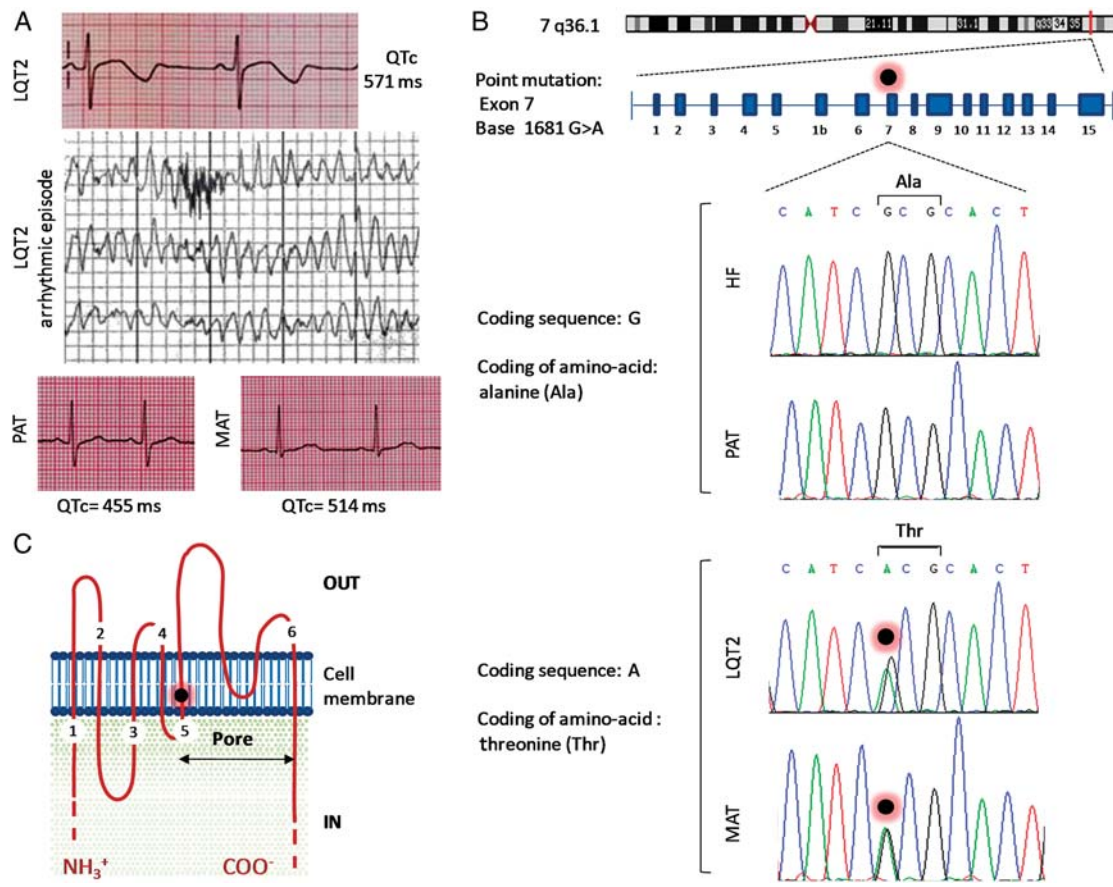 A
LQT2
QTc
571 ms
LQT2
arrhythmic episode
PAT
QTc= 455 ms
MAT
QTc= 514 ms
B
7 q36.1
21.11
31.1
q33
34
35
Point mutation:
Exon 7
Base 1681 G>A
1 2 3 4 5 1b 6 7 8 9 10 11 12 13 14 15
Ala
C A T C G C G C A C T
HF
Coding sequence: G
Coding of amino-acid:
alanine (Ala)
PAT
Thr
C A T C A C G C A C T
LQT2
Coding sequence: A
Coding of amino-acid :
threonine (Thr)
MAT
C
OUT
2
4
6
Cell
membrane
1
3
5
Pore
IN
NH₃⁺
COO⁻